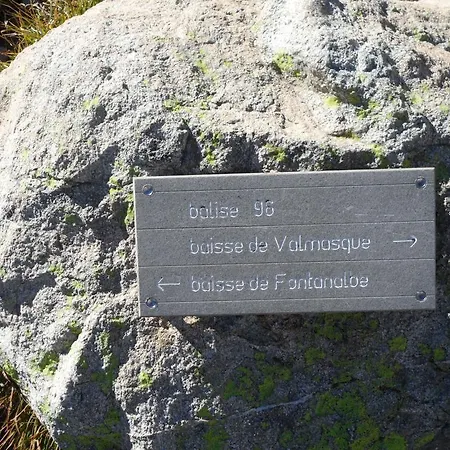 balise 96
baisse de Valmasque →
← baisse de Fontanalbe